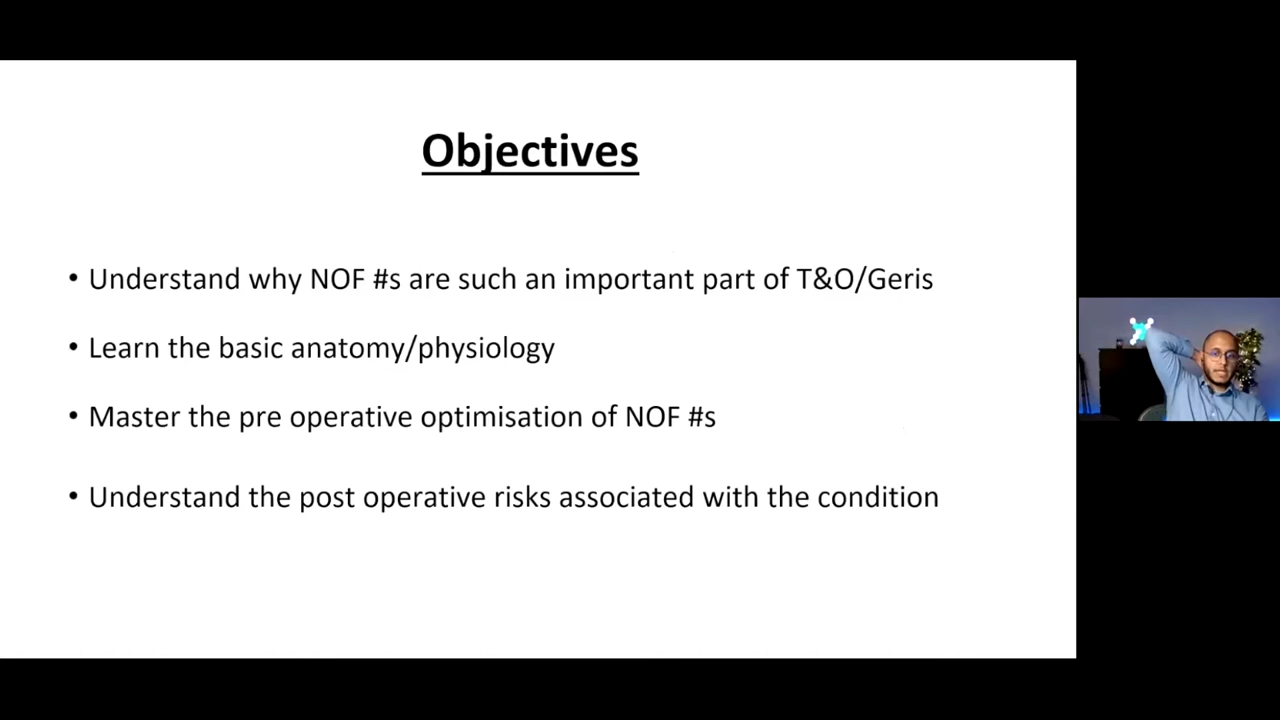 Objectives
• Understand why NOF #s are such an important part of T&O/Geris
• Learn the basic anatomy/physiology
• Master the pre operative optimisation of NOF #s
• Understand the post operative risks associated with the condition